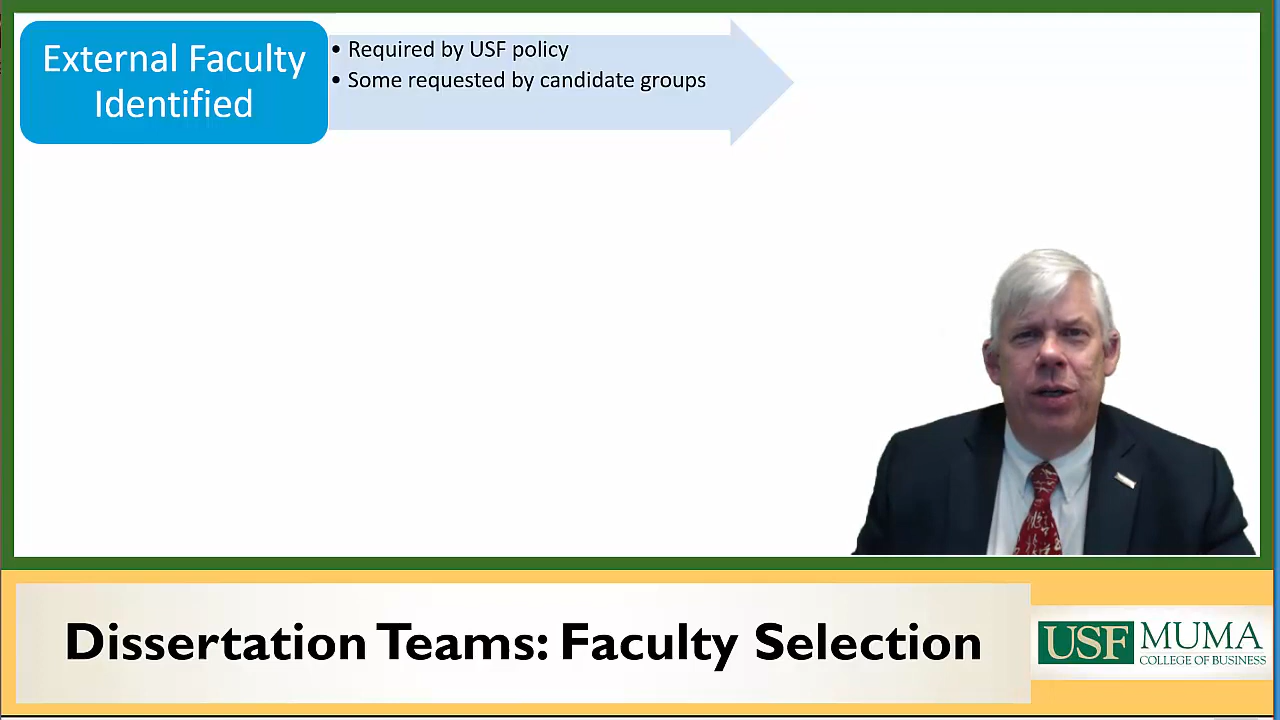 External Faculty
Identified
• Required by USF policy
• Some requested by candidate groups
Dissertation Teams: Faculty Selection
USF MUMA
COLLEGE OF BUSINESS